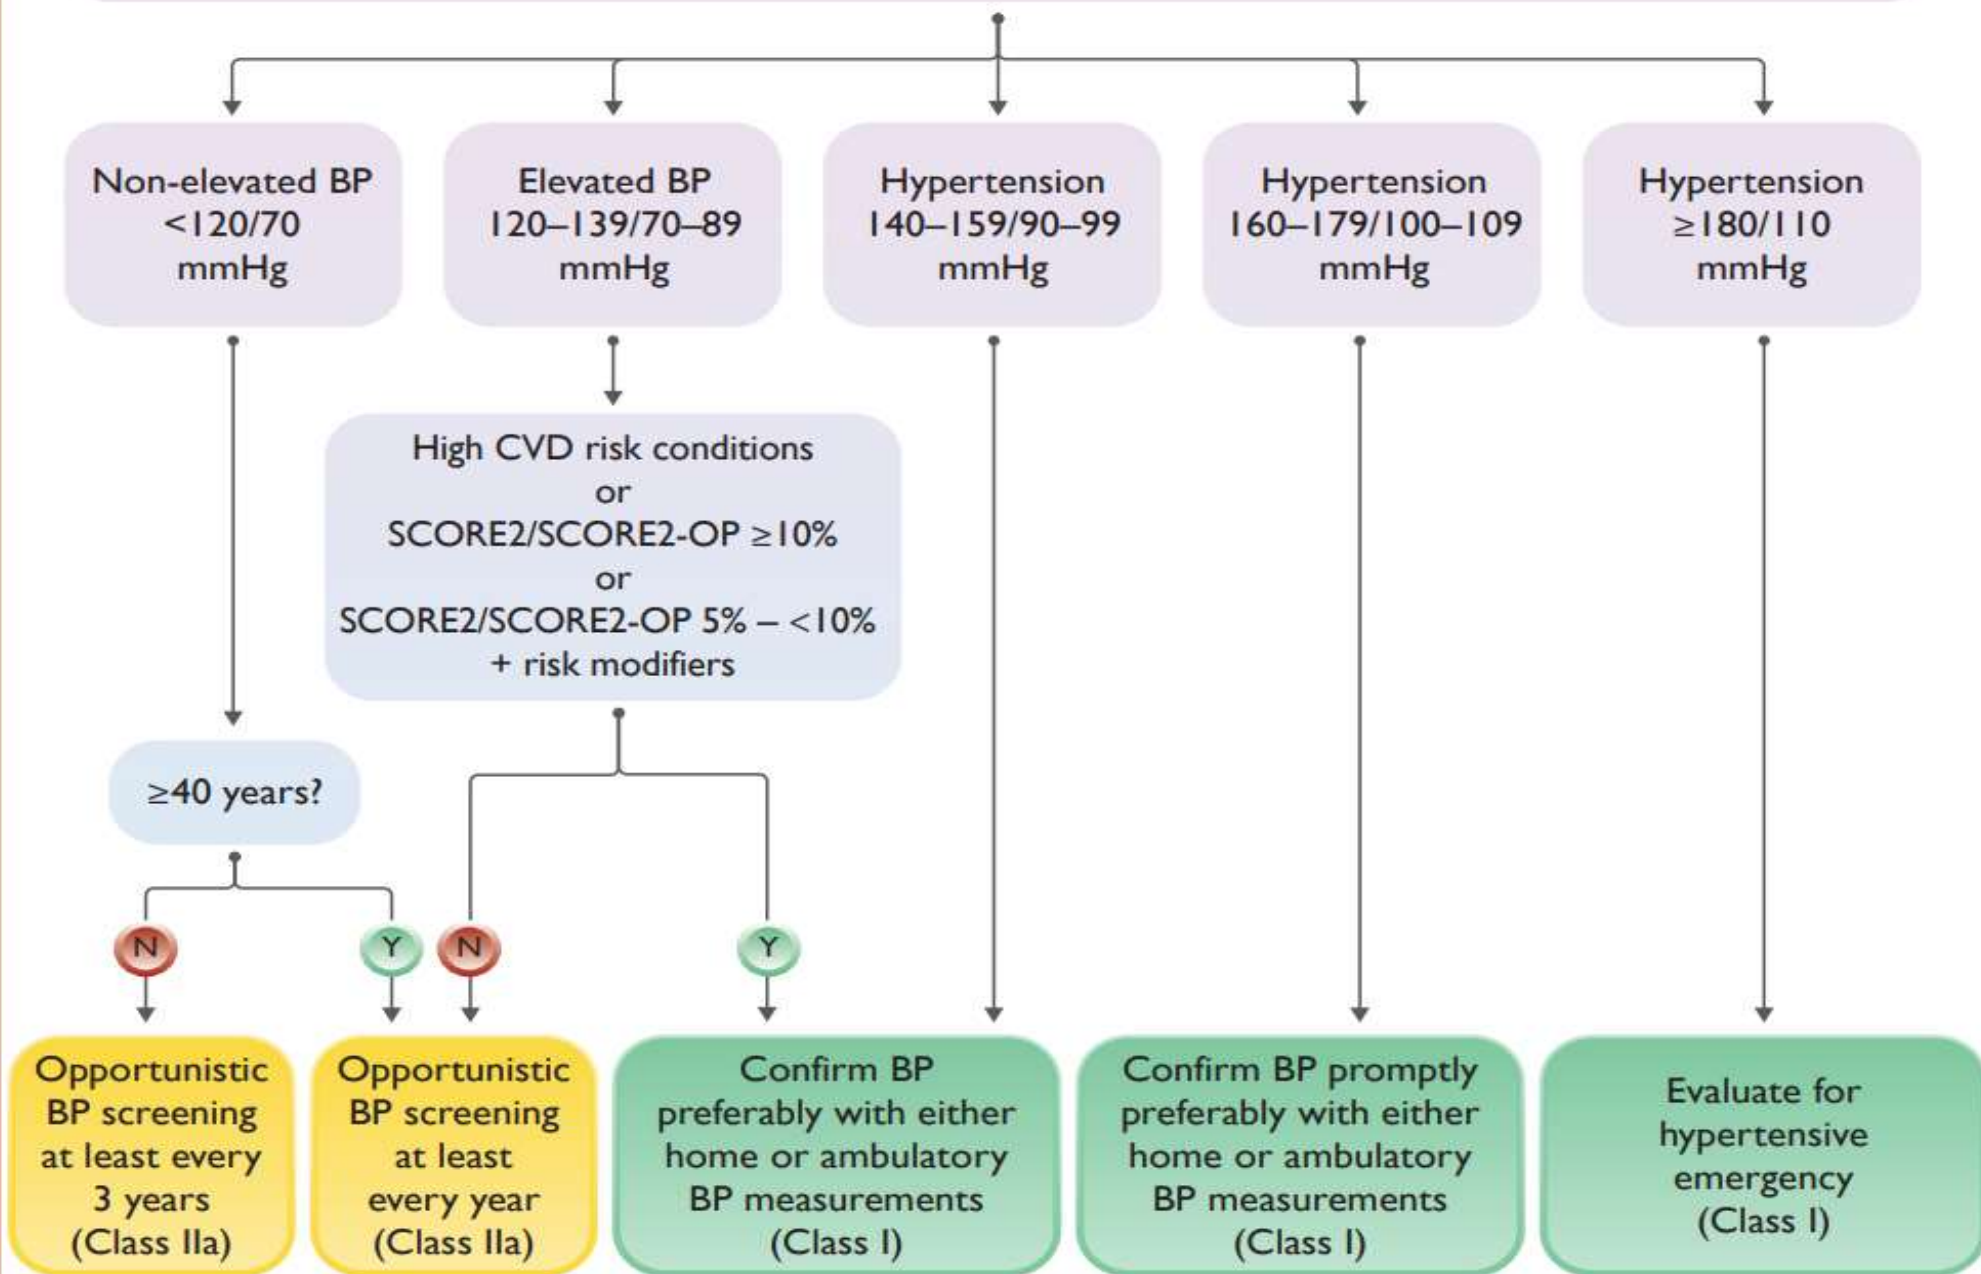 Non-elevated BP
<120/70
mmHg
Elevated BP
120–139/70–89
mmHg
Hypertension
140–159/90–99
mmHg
Hypertension
160–179/100–109
mmHg
Hypertension
≥180/110
mmHg
High CVD risk conditions
or
SCORE2/SCORE2-OP ≥10%
or
SCORE2/SCORE2-OP 5% – <10%
+ risk modifiers
≥40 years?
N
Y
N
Y
Opportunistic
BP screening
at least every
3 years
(Class IIa)
Opportunistic
BP screening
at least
every year
(Class IIa)
Confirm BP
preferably with either
home or ambulatory
BP measurements
(Class I)
Confirm BP promptly
preferably with either
home or ambulatory
BP measurements
(Class I)
Evaluate for
hypertensive
emergency
(Class I)